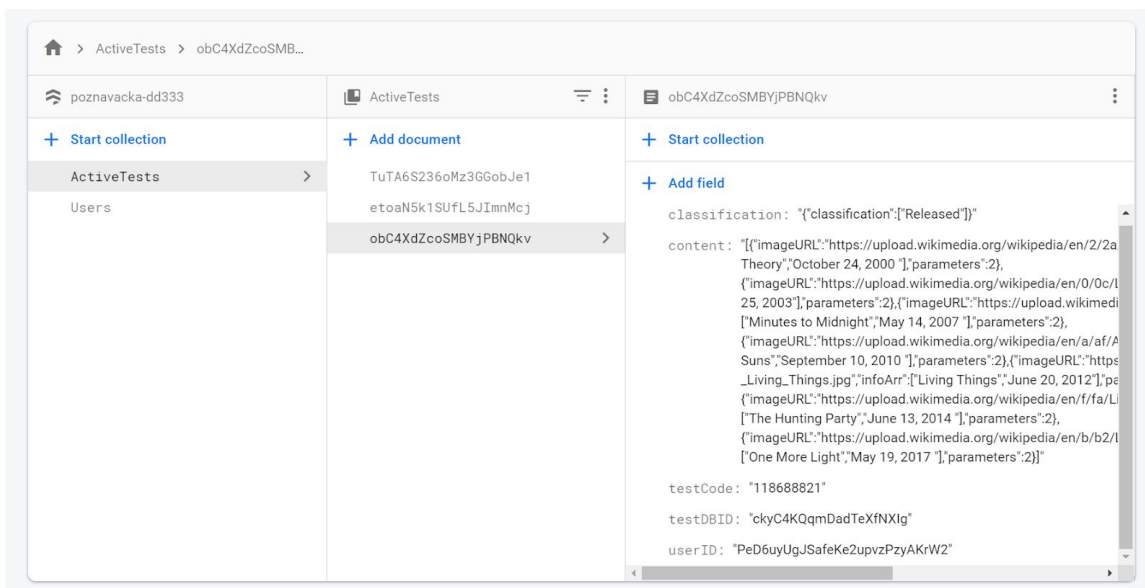 ActiveTests > obC4XdZcoSMB...
poznavacka-dd333
ActiveTests
obC4XdZcoSMBYjPBNQkv
+ Start collection
+ Add document
+ Start collection
ActiveTests
Users
TuTA6S236oMz3GGobJe1
etoaN5k1SUfL5JImnMcj
obC4XdZcoSMBYjPBNQkv
+ Add field
classification: "{"classification":["Released"]}"
content: "[{"imageURL":"https://upload.wikimedia.org/wikipedia/en/2/2a
Theory","October 24, 2000 "],"parameters":2},
{"imageURL":"https://upload.wikimedia.org/wikipedia/en/0/0c/L
25, 2003"],"parameters":2},{"imageURL":"https://upload.wikimedi
["Minutes to Midnight","May 14, 2007 "],"parameters":2},
{"imageURL":"https://upload.wikimedia.org/wikipedia/en/a/af/A
Suns","September 10, 2010 "],"parameters":2},{"imageURL":"https
_Living_Things.jpg","infoArr":["Living Things","June 20, 2012"],"pa
{"imageURL":"https://upload.wikimedia.org/wikipedia/en/f/fa/Li
["The Hunting Party","June 13, 2014 "],"parameters":2},
{"imageURL":"https://upload.wikimedia.org/wikipedia/en/b/b2/L
["One More Light","May 19, 2017 "],"parameters":2}]"
testCode: "118688821"
testDBID: "ckyC4KQqmDadTeXfNXIg"
userID: "PeD6uyUgJSafeKe2upvzPzyAKrW2"